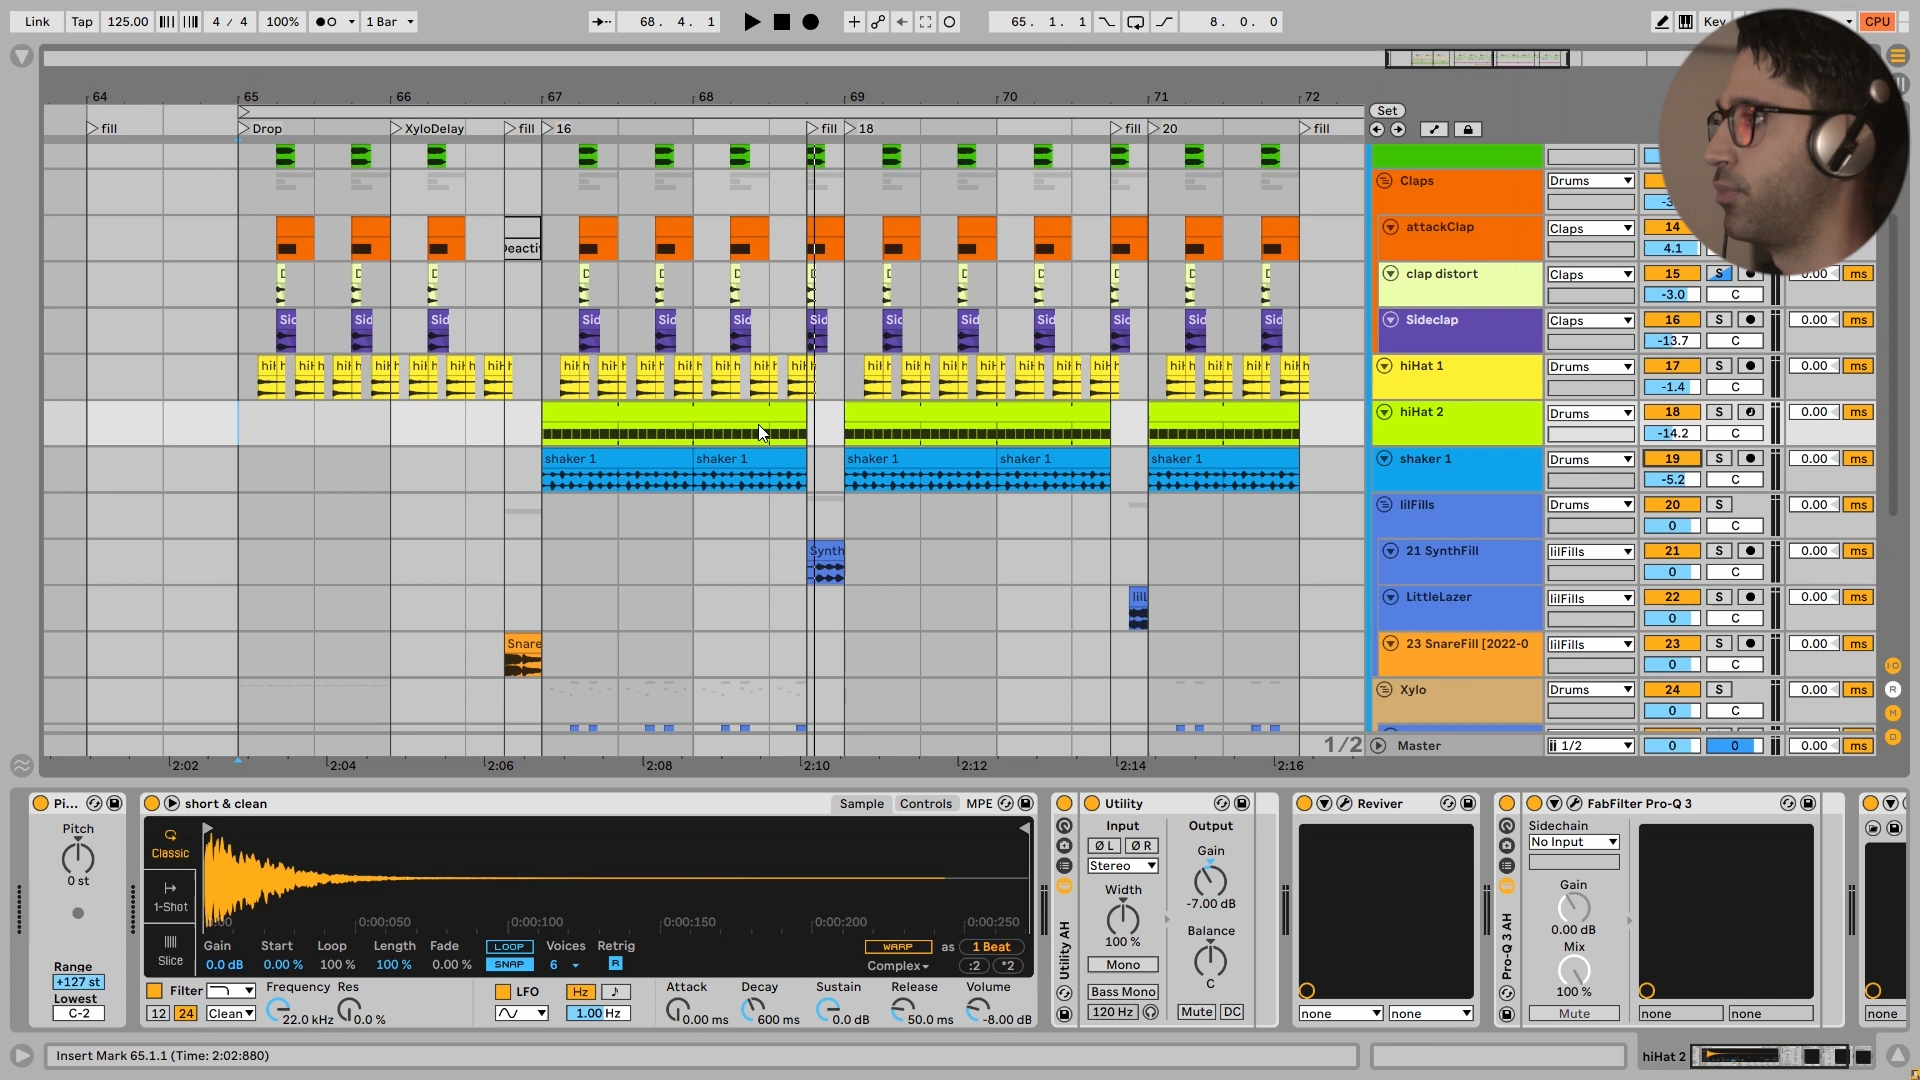 Link Tap 125.00 4 / 4 100% 1 Bar 68. 4. 1 65. 1. 1 8. 0. 0 Key CPU
64 65 66 67 68 69 70 71 72 Set
fill Drop XyloDelay fill 16 fill 18 fill 20 fill
Claps Drums
attackClap Claps 14
4.1
clap distort Claps 15 S 0.00 ms
-3.0 C
Sid Sid Sid Sid Sid Sid Sid Sid Sid Sid Sid Sid Sideclap Claps 16 S 0.00 ms
-13.7 C
hiHat 1 Drums 17 S 0.00 ms
-1.4 C
hiHat 2 Drums 18 S 0.00 ms
-14.2 C
shaker 1 shaker 1 shaker 1 shaker 1 shaker 1 shaker 1 Drums 19 S 0.00 ms
-5.2 C
lilFills Drums 20 S 0.00 ms
0 C
Synth 21 SynthFill lilFills 21 S 0.00 ms
0 C
LittleLazer lilFills 22 S 0.00 ms
0 C
Snare 23 SnareFill [2022-0 lilFills 23 S 0.00 ms
0 C
Xylo Drums 24 S 0.00 ms
0 C
1/2 Master 1/2 0 0 0.00 ms
2:02 2:04 2:06 2:08 2:10 2:12 2:14 2:16
Pi... short & clean Sample Controls MPE Utility Reviver FabFilter Pro-Q 3
Pitch
0 st
Range
+127 st
Lowest
C-2
Classic
1-Shot
Slice
0:00:050 0:00:100 0:00:150 0:00:200 0:00:250
Gain Start Loop Length Fade LOOP Voices Retrig WARP as 1 Beat
0.0 dB 0.00 % 100 % 100 % 0.00 % SNAP 6 R Complex :2 *2
Filter Frequency Res LFO Hz Attack Decay Sustain Release Volume
12 24 Clean 22.0 kHz 0.0 % 1.00 Hz 0.00 ms 600 ms 0.0 dB 50.0 ms -8.00 dB
Utility AH
Input Output
Ø L Ø R Gain
Stereo
Width -7.00 dB
Balance
100 %
Mono
C
Bass Mono
120 Hz Mute DC
none none
Pro-Q 3 AH
Sidechain
No Input
Gain
0.00 dB
Mix
100 %
Mute none none
none
Insert Mark 65.1.1 (Time: 2:02:880) hiHat 2